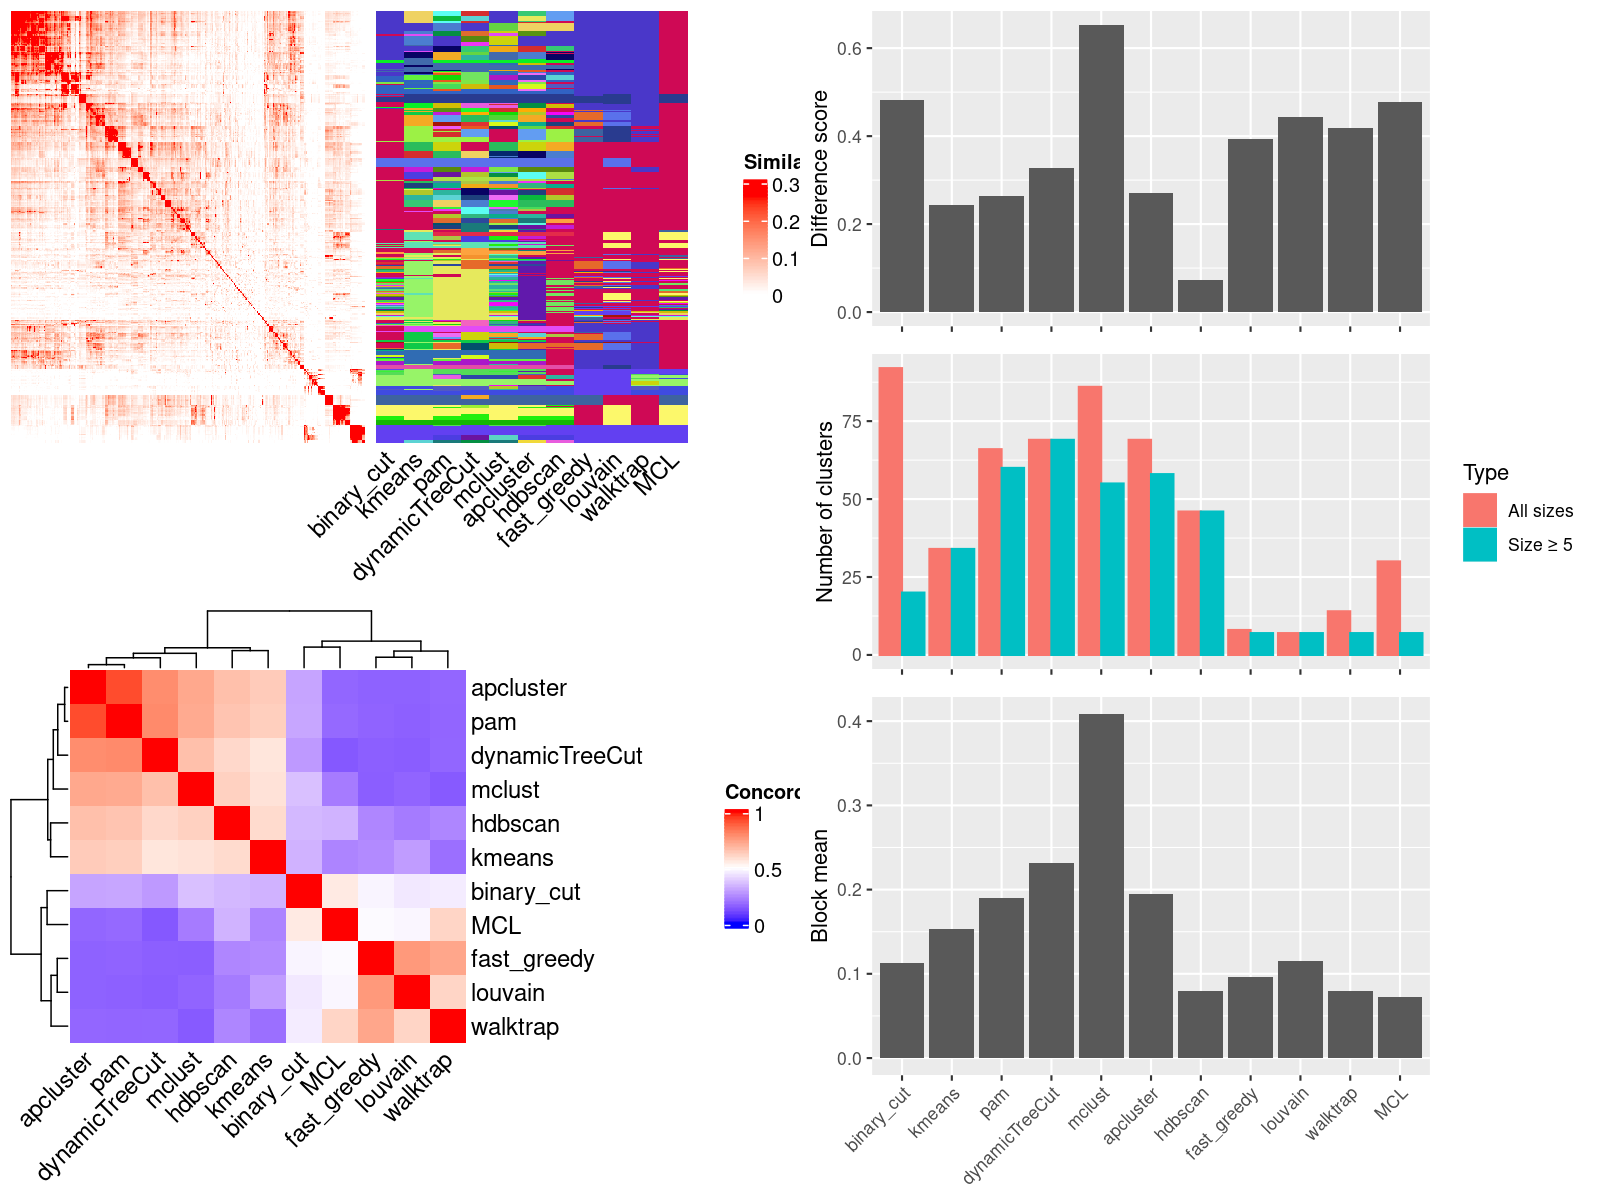 Simila
0.3
0.2
0.1
0
binary_cut
kmeans
pam
dynamicTreeCut
mclust
apcluster
hdbscan
fast_greedy
louvain
walktrap
MCL
apcluster
pam
dynamicTreeCut
mclust
hdbscan
kmeans
binary_cut
MCL
fast_greedy
louvain
walktrap
Concord
1
0.5
0
apcluster
pam
dynamicTreeCut
mclust
hdbscan
kmeans
binary_cut
MCL
fast_greedy
louvain
walktrap
Difference score
0.6
0.4
0.2
0.0
Number of clusters
75
50
25
0
Type
All sizes
Size ≥ 5
Block mean
0.4
0.3
0.2
0.1
0.0
binary_cut
kmeans
pam
dynamicTreeCut
mclust
apcluster
hdbscan
fast_greedy
louvain
walktrap
MCL